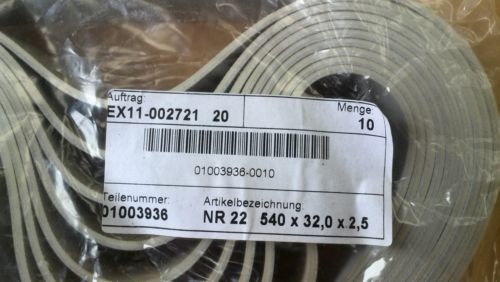 Auftrag: Menge:
EX11-002721 20 10
01003936-0010
Teilenummer: Artikelbezeichnung:
01003936 NR 22 540 x 32,0 x 2,5